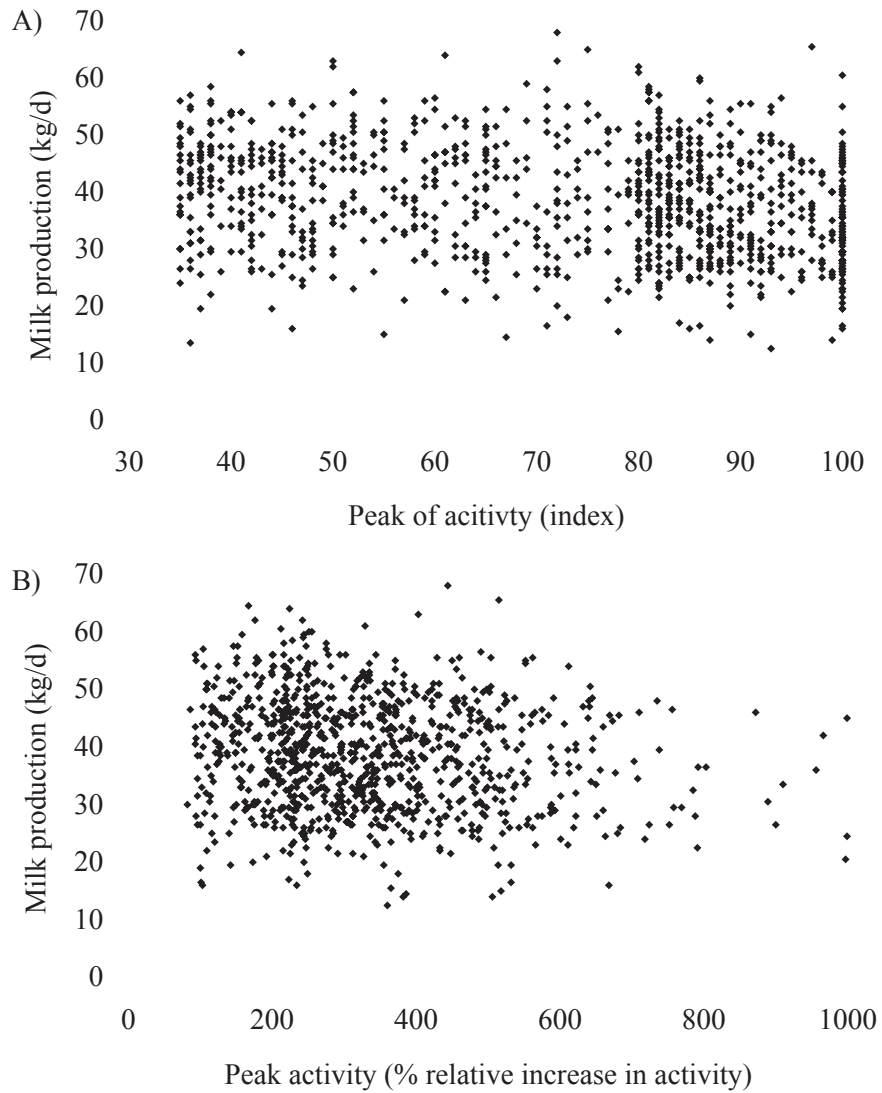 A)
70
60
50
40
30
20
10
0
Milk production (kg/d)
30 40 50 60 70 80 90 100
Peak of acitivty (index)
B)
70
60
50
40
30
20
10
0
Milk production (kg/d)
0 200 400 600 800 1000
Peak activity (% relative increase in activity)